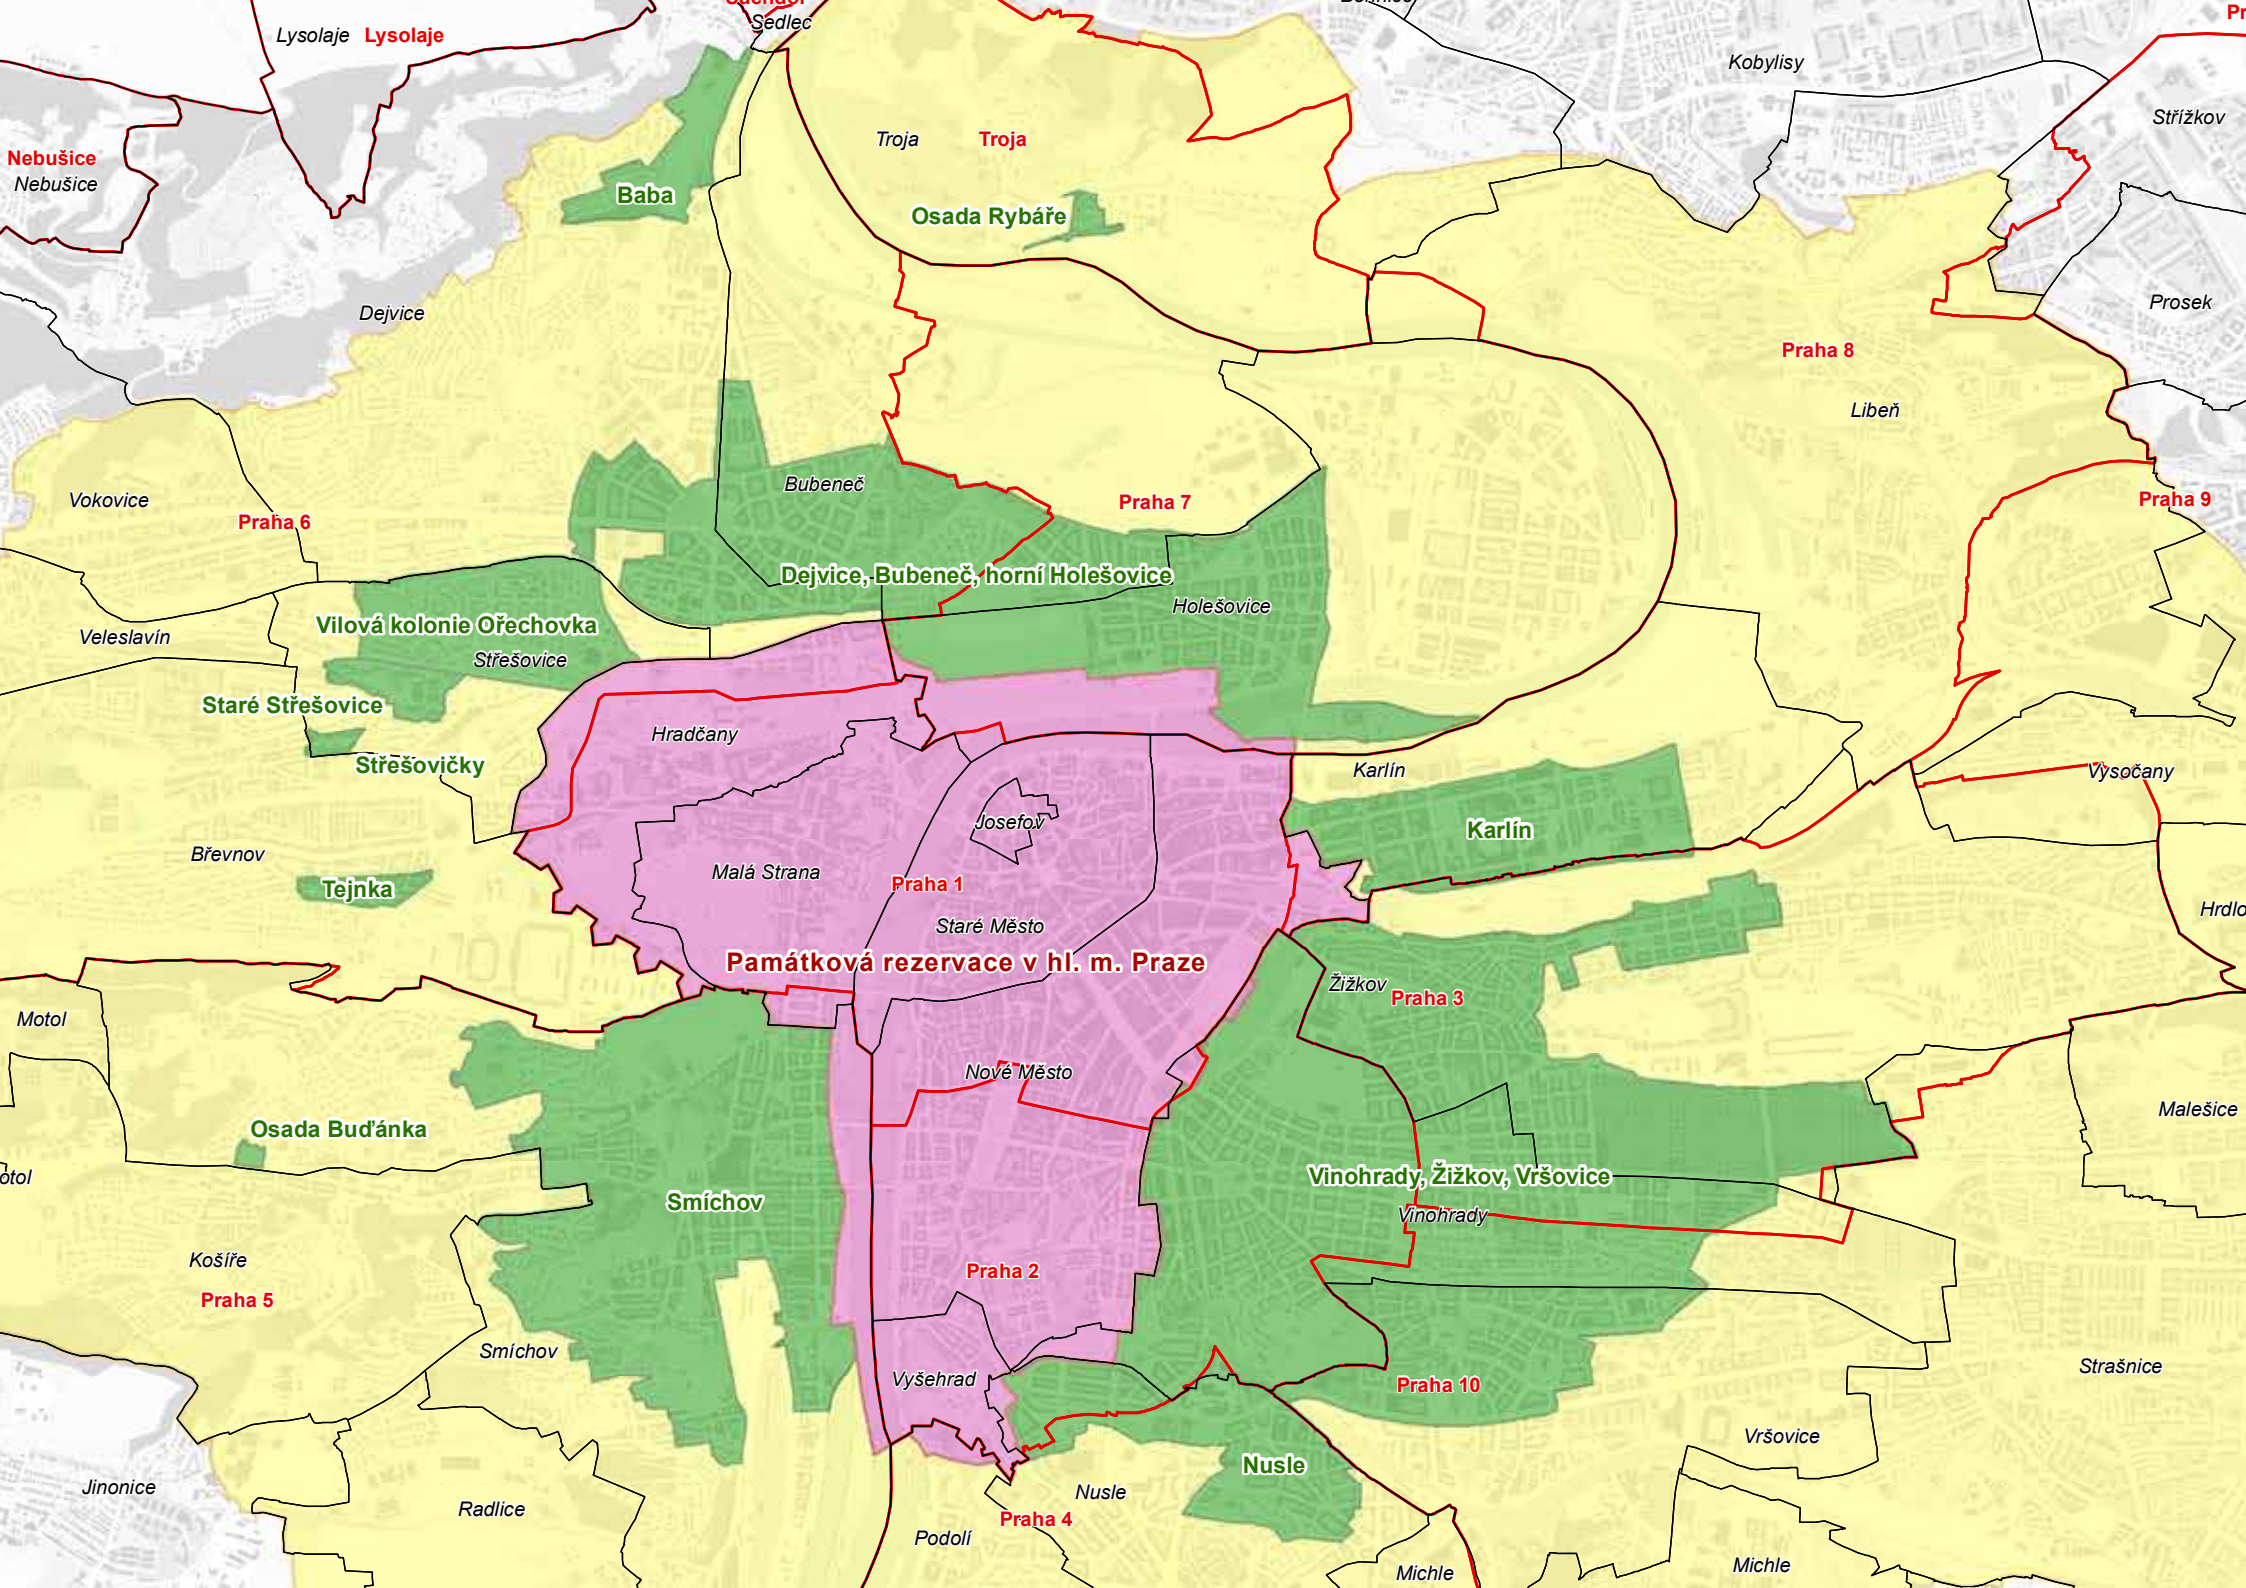 Sedlec
Lysolaje Lysolaje
Kobylisy
Střížkov
Nebušice
Nebušice
Troja Troja
Baba
Osada Rybáře
Dejvice
Prosek
Praha 8
Libeň
Vokovice
Praha 6
Bubeneč
Praha 7
Praha 9
Dejvice, Bubeneč, horní Holešovice
Holešovice
Vilová kolonie Ořechovka
Veleslavín
Střešovice
Staré Střešovice
Hradčany
Střešovičky
Karlín
Vysočany
Josefov
Karlín
Břevnov
Malá Strana
Praha 1
Tejnka
Hrdlo
Staré Město
Památková rezervace v hl. m. Praze
Žižkov
Praha 3
Motol
Nové Město
Malešice
Osada Buďánka
otol
Smíchov
Vinohrady, Žižkov, Vršovice
Vinohrady
Košíře
Praha 2
Praha 5
Smíchov
Vyšehrad
Strašnice
Praha 10
Vršovice
Nusle
Jinonice
Nusle
Radlice
Praha 4
Podolí
Michle
Michle